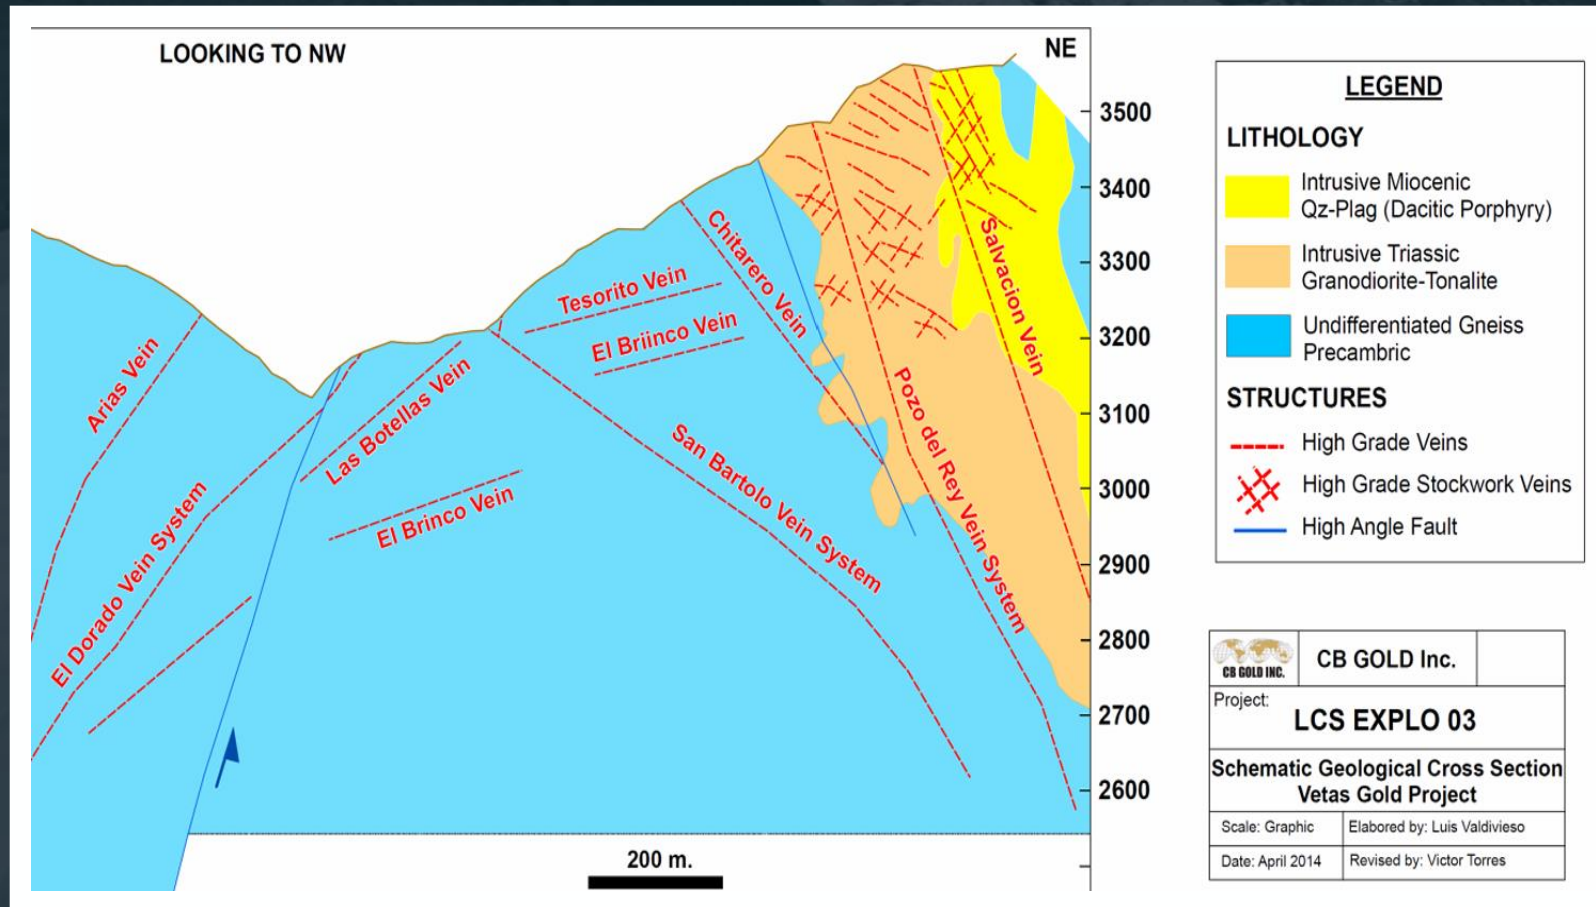 LOOKING TO NW
NE
3500
3400
3300
3200
3100
3000
2900
2800
2700
2600
Arias Vein
El Dorado Vein System
Las Botellas Vein
El Brinco Vein
Tesorito Vein
El Briinco Vein
San Bartolo Vein System
Chitarero Vein
Pozo del Rey Vein System
Salvacion Vein
200 m.
LEGEND
LITHOLOGY
Intrusive Miocenic
Qz-Plag (Dacitic Porphyry)
Intrusive Triassic
Granodiorite-Tonalite
Undifferentiated Gneiss
Precambric
STRUCTURES
High Grade Veins
High Grade Stockwork Veins
High Angle Fault
CB GOLD INC.
CB GOLD Inc.
Project:
LCS EXPLO 03
Schematic Geological Cross Section
Vetas Gold Project
Scale: Graphic
Elabored by: Luis Valdivieso
Date: April 2014
Revised by: Victor Torres